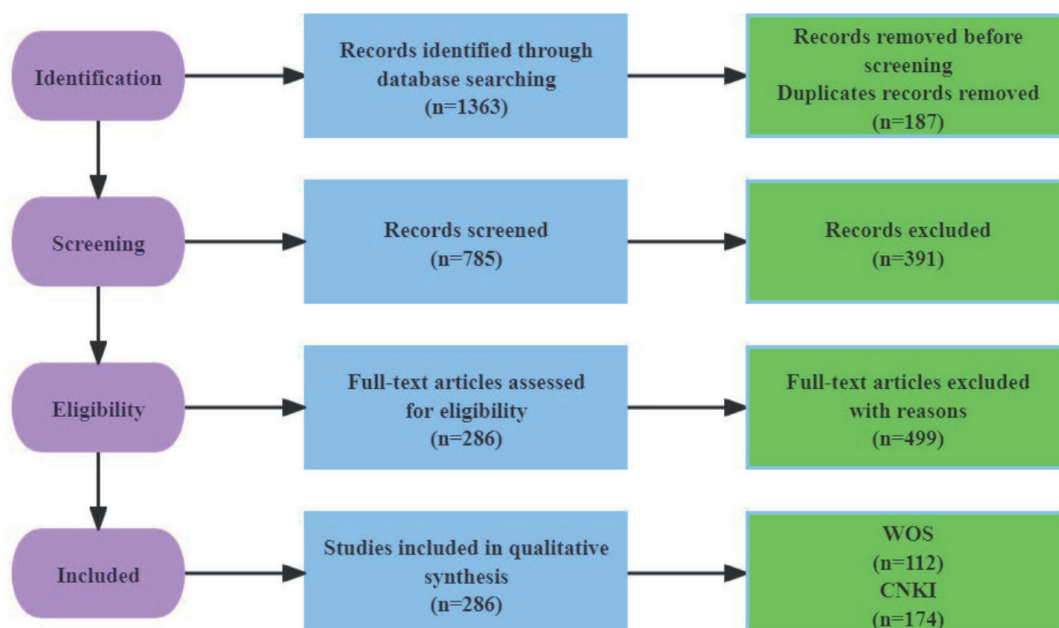 Identification
Records identified through
database searching
(n=1363)
Records removed before
screening
Duplicates records removed
(n=187)
Screening
Records screened
(n=785)
Records excluded
(n=391)
Eligibility
Full-text articles assessed
for eligibility
(n=286)
Full-text articles excluded
with reasons
(n=499)
Included
Studies included in qualitative
synthesis
(n=286)
WOS
(n=112)
CNKI
(n=174)